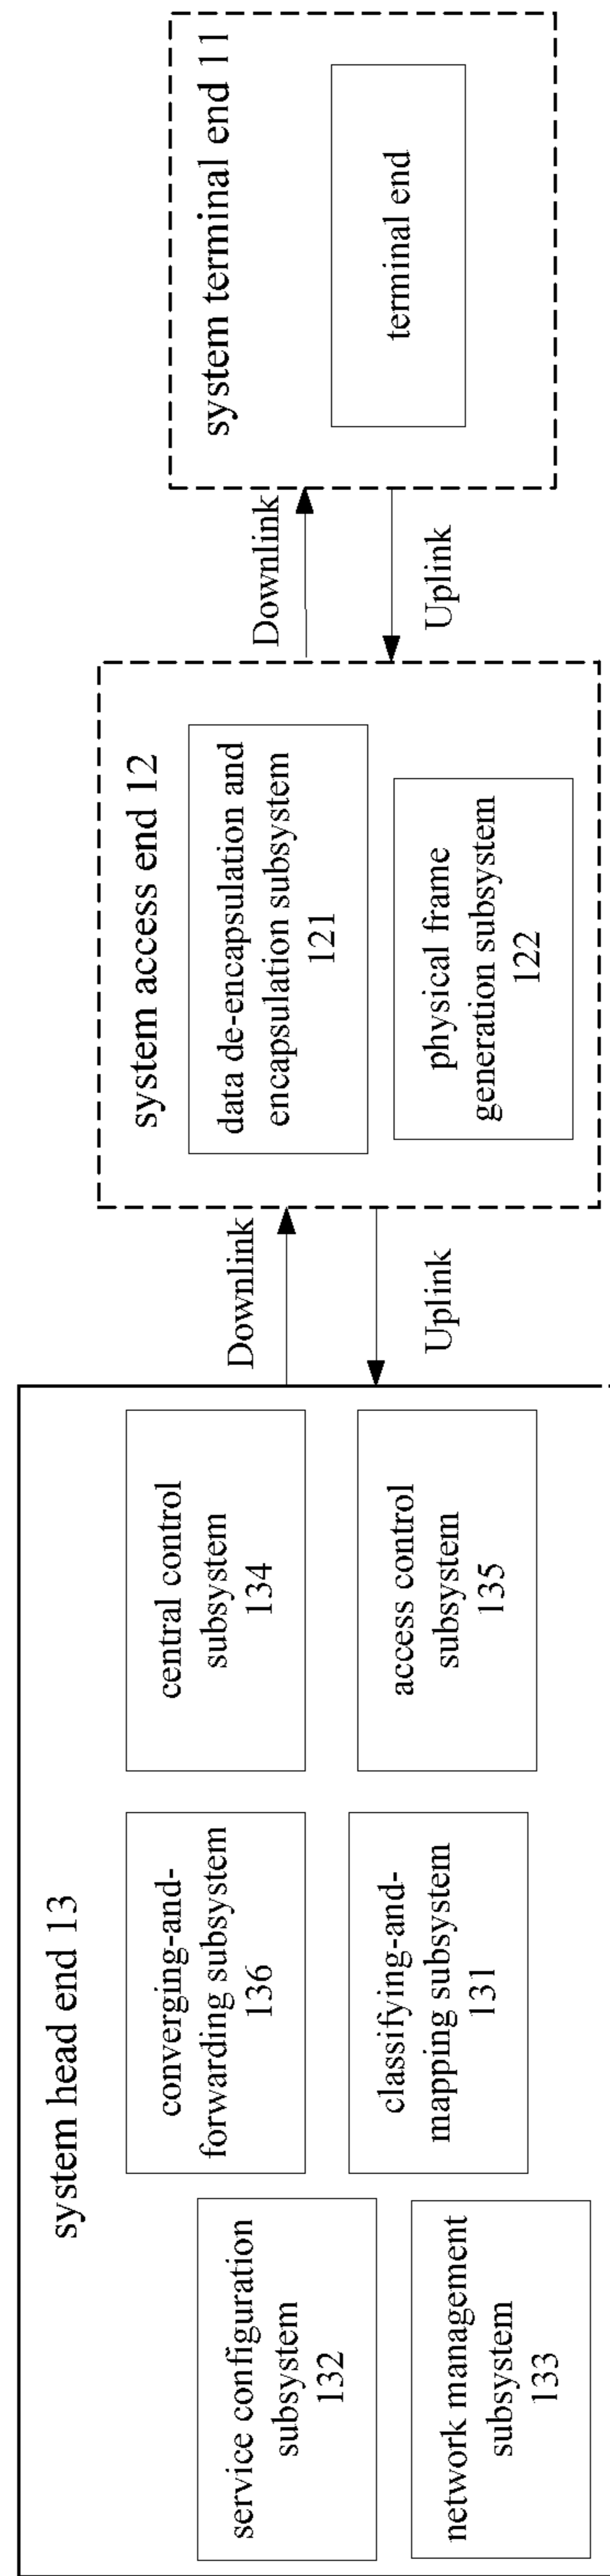 system head end 13
service configuration
subsystem
132
network management
subsystem
133
converging-and-
forwarding subsystem
136
classifying-and-
mapping subsystem
131
central control
subsystem
134
access control
subsystem
135
Downlink
Uplink
system access end 12
data de-encapsulation and
encapsulation subsystem
121
physical frame
generation subsystem
122
Downlink
Uplink
system terminal end 11
terminal end